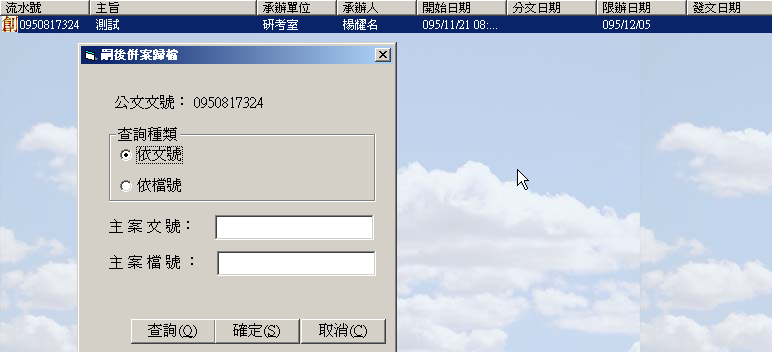 流水號 主旨 承辦單位 承辦人 開始日期 分文日期 限辦日期 發文日期
創 0950817324 測試 研考室 楊耀名 095/11/21 08:... 095/12/05
嗣後併案歸檔
公文文號： 0950817324
查詢種類
依文號
依檔號
主案文號：
主案檔號：
查詢(Q) 確定(S) 取消(C)